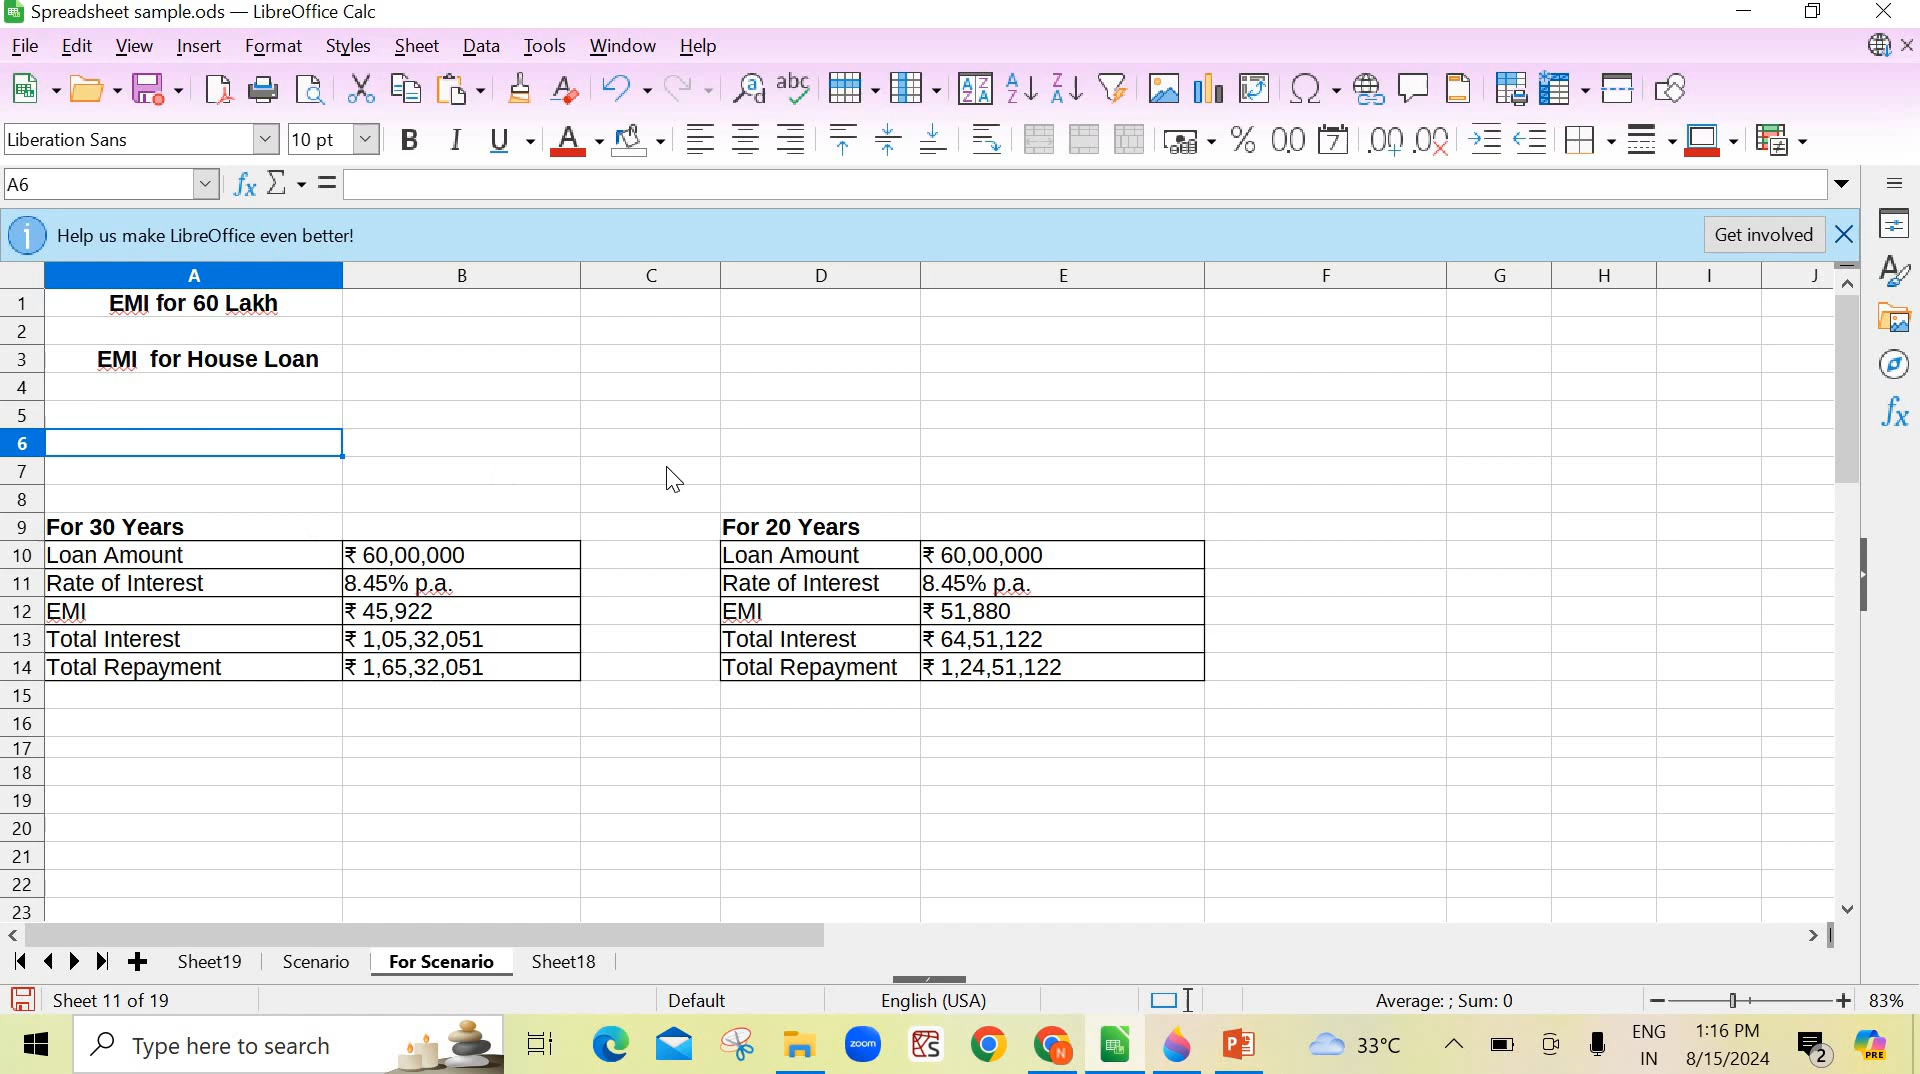 Spreadsheet sample.ods — LibreOffice Calc
File Edit View Insert Format Styles Sheet Data Tools Window Help
Liberation Sans 10 pt
A6
Help us make LibreOffice even better! Get involved
A B C D E F G H I J
1 EMI for 60 Lakh
2
3 EMI  for House Loan
4
5
6
7
8
9 For 30 Years For 20 Years
10 Loan Amount ₹ 60,00,000 Loan Amount ₹ 60,00,000
11 Rate of Interest 8.45% p.a. Rate of Interest 8.45% p.a.
12 EMI ₹ 45,922 EMI ₹ 51,880
13 Total Interest ₹ 1,05,32,051 Total Interest ₹ 64,51,122
14 Total Repayment ₹ 1,65,32,051 Total Repayment ₹ 1,24,51,122
15
16
17
18
19
20
21
22
23
Sheet19 Scenario For Scenario Sheet18
Sheet 11 of 19 Default English (USA) Average: ; Sum: 0 83%
Type here to search zoom 33°C ENG IN 1:16 PM 8/15/2024 2 PRE